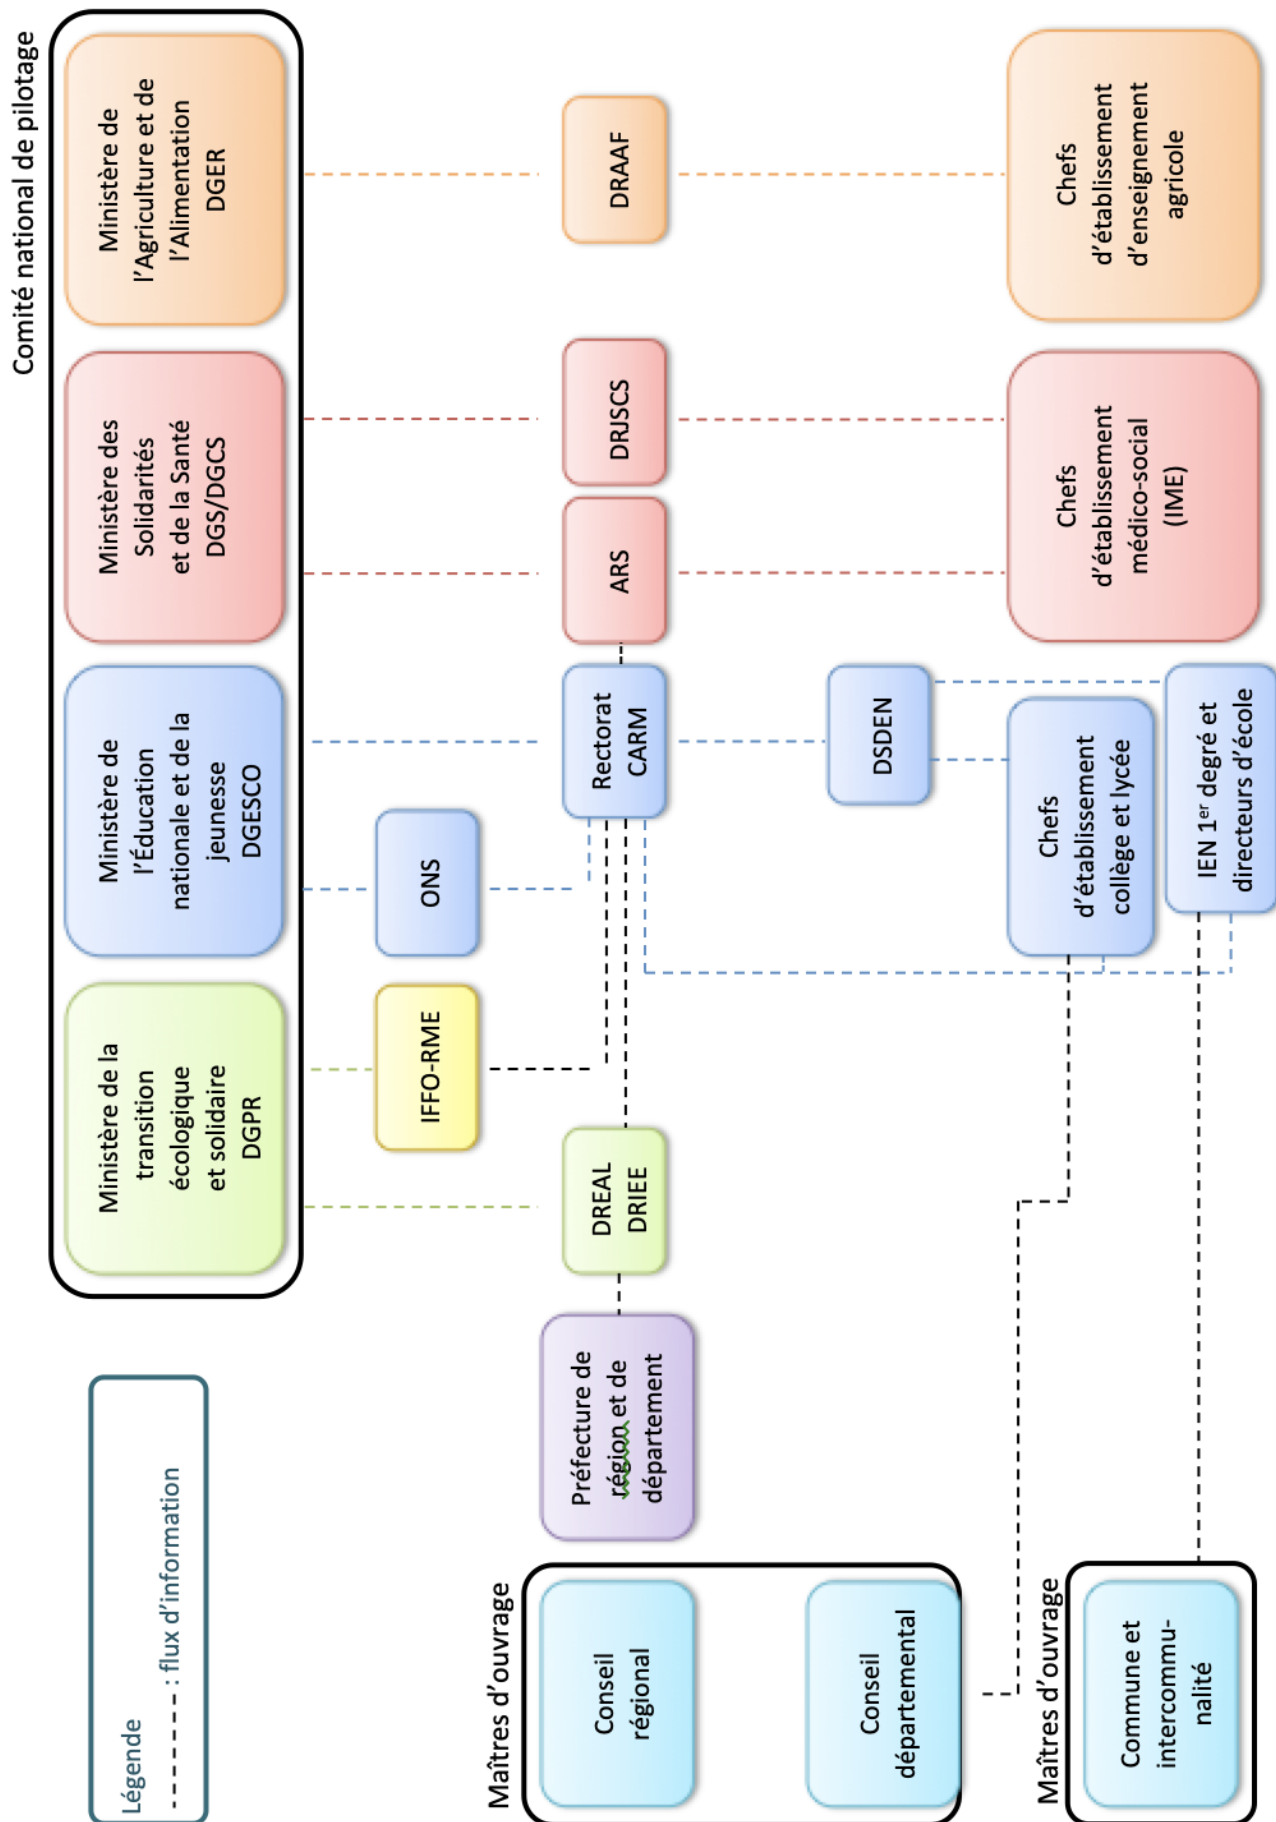 Légende
: flux d'information
Comité national de pilotage
Ministère de la
transition
écologique
et solidaire
DGPR
Ministère de
l'Éducation
nationale et de la
jeunesse
DGESCO
Ministère des
Solidarités
et de la Santé
DGS/DGCS
Ministère de
l'Agriculture et de
l'Alimentation
DGER
IFFO-RME
ONS
Maîtres d'ouvrage
Conseil
régional
Préfecture de
région et de
département
DREAL
DRIEE
Rectorat
CARM
ARS
DRJSCS
DRAAF
Conseil
départemental
DSDEN
Maîtres d'ouvrage
Commune et
intercommu-
nalité
Chefs
d'établissement
collège et lycée
IEN 1er degré et
directeurs d'école
Chefs
d'établissement
médico-social
(IME)
Chefs
d'établissement
d'enseignement
agricole